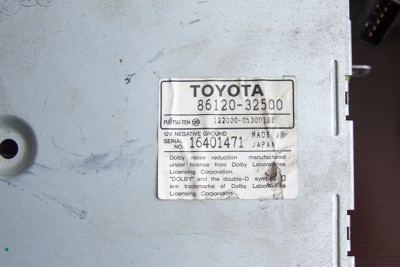 TOYOTA
86120-32500
FUJITSU TEN 122000-05300101
12V NEGATIVE GROUND MADE IN
SERIAL NO. 16401471 JAPAN
Dolby noise reduction manufactured
under license from Dolby Laboratories
Licensing Corporation.
"DOLBY" and the double-D symbol
are trademarks of Dolby Laboratories
Licensing Corporation.